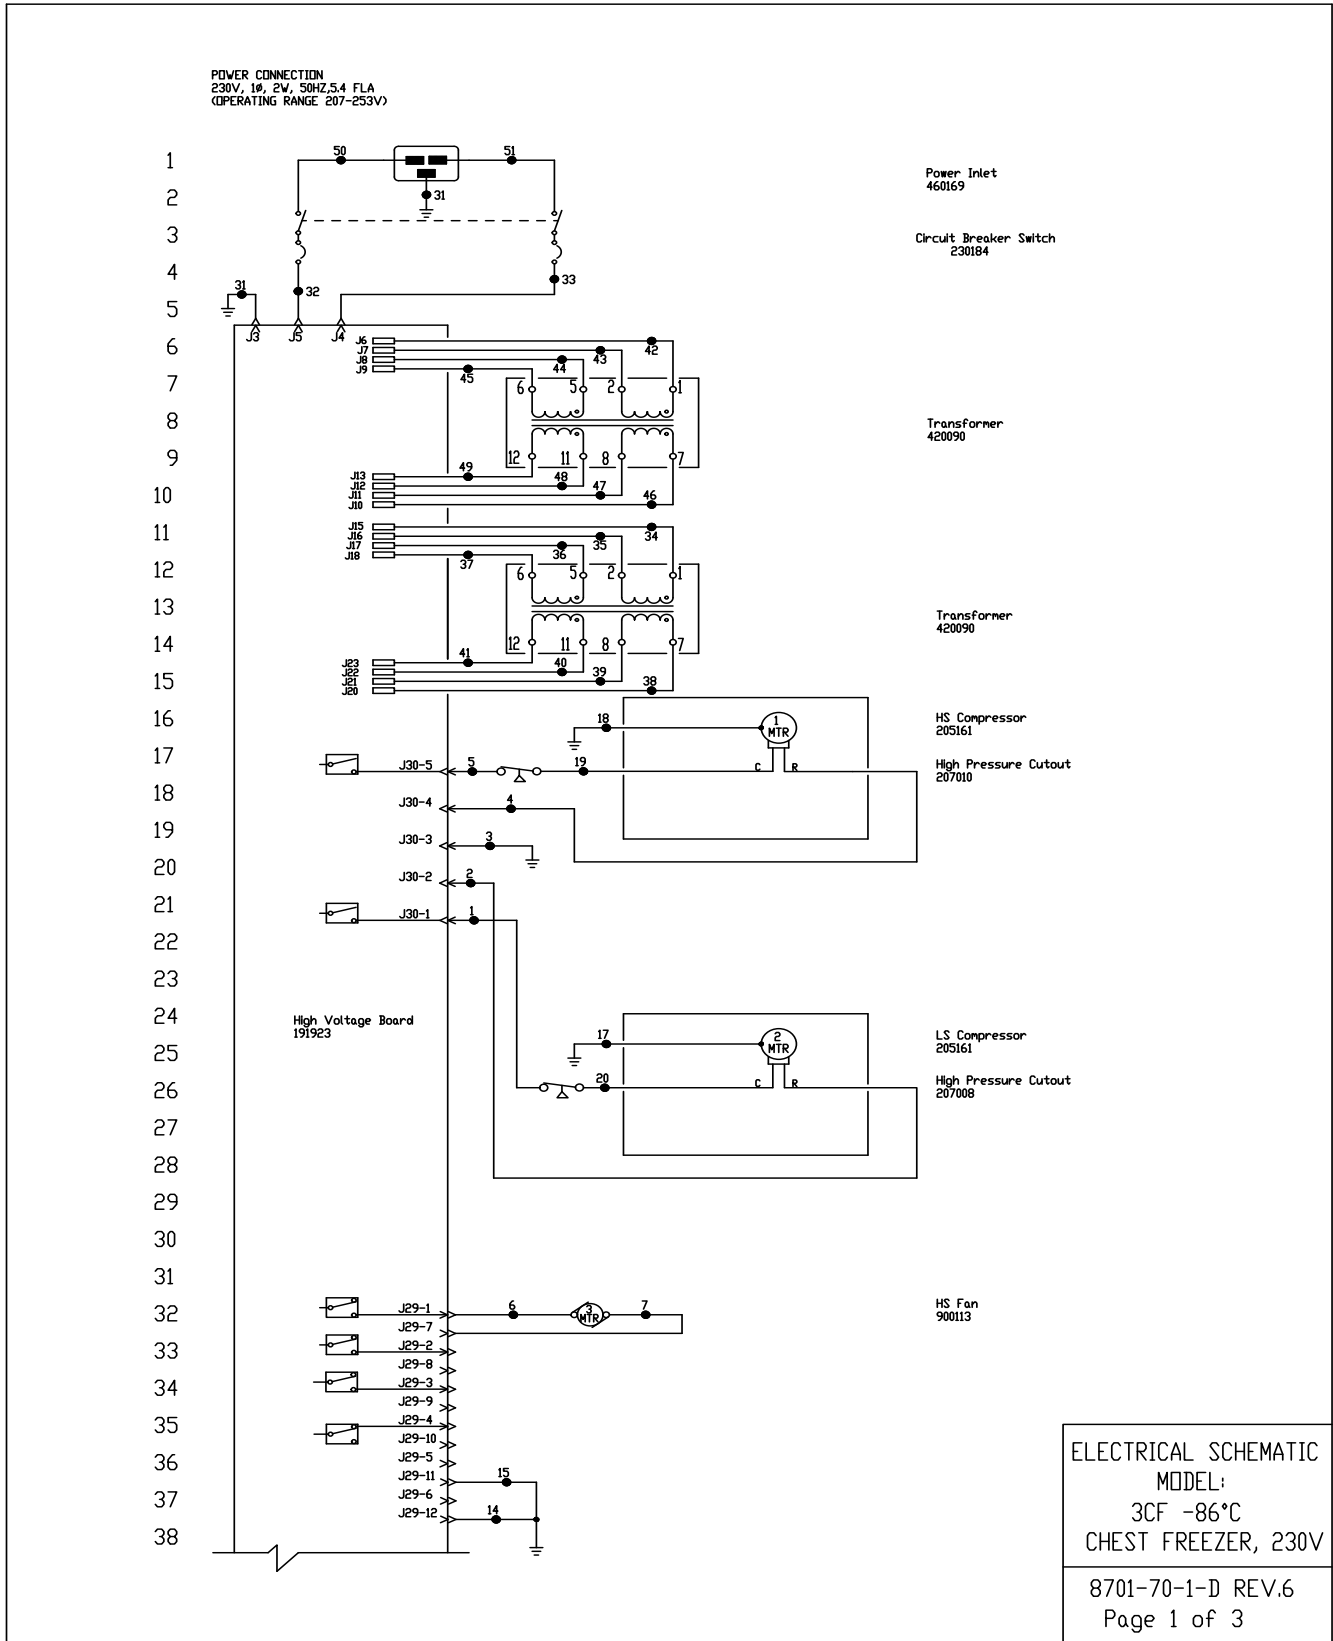 POWER CONNECTION
230V, 1ø, 2W, 50HZ,5.4 FLA
(OPERATING RANGE 207-253V)
1
50
51
Power Inlet
460169
2
31
3
Circuit Breaker Switch
230184
4
31
32
33
5
J3
J5
J4
6
J6
J7
J8
J9
42
43
44
45
7
6
5
2
1
8
Transformer
420090
9
12
11
8
7
49
48
47
46
J13
J12
J11
J10
10
11
J15
J16
J17
J18
34
35
36
37
12
6
5
2
1
13
Transformer
420090
14
12
11
8
7
41
40
39
38
J23
J22
J21
J20
15
16
18
1
MTR
HS Compressor
205161
17
J30-5
5
19
C
R
High Pressure Cutout
207010
18
J30-4
4
19
J30-3
3
20
J30-2
2
21
J30-1
1
22
23
24
High Voltage Board
191923
17
2
MTR
LS Compressor
205161
25
26
20
C
R
High Pressure Cutout
207008
27
28
29
30
31
32
J29-1
6
3
MTR
7
HS Fan
900113
J29-7
33
J29-2
J29-8
34
J29-3
J29-9
35
J29-4
J29-10
36
J29-5
J29-11
15
37
J29-6
J29-12
14
38
ELECTRICAL SCHEMATIC
MODEL:
3CF -86°C
CHEST FREEZER, 230V
8701-70-1-D REV.6
Page 1 of 3